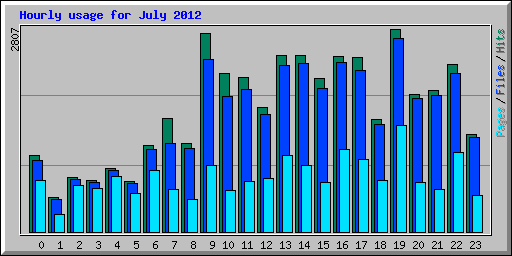 Hourly usage for July 2012
2807
Pages / Files / Hits
0 1 2 3 4 5 6 7 8 9 10 11 12 13 14 15 16 17 18 19 20 21 22 23